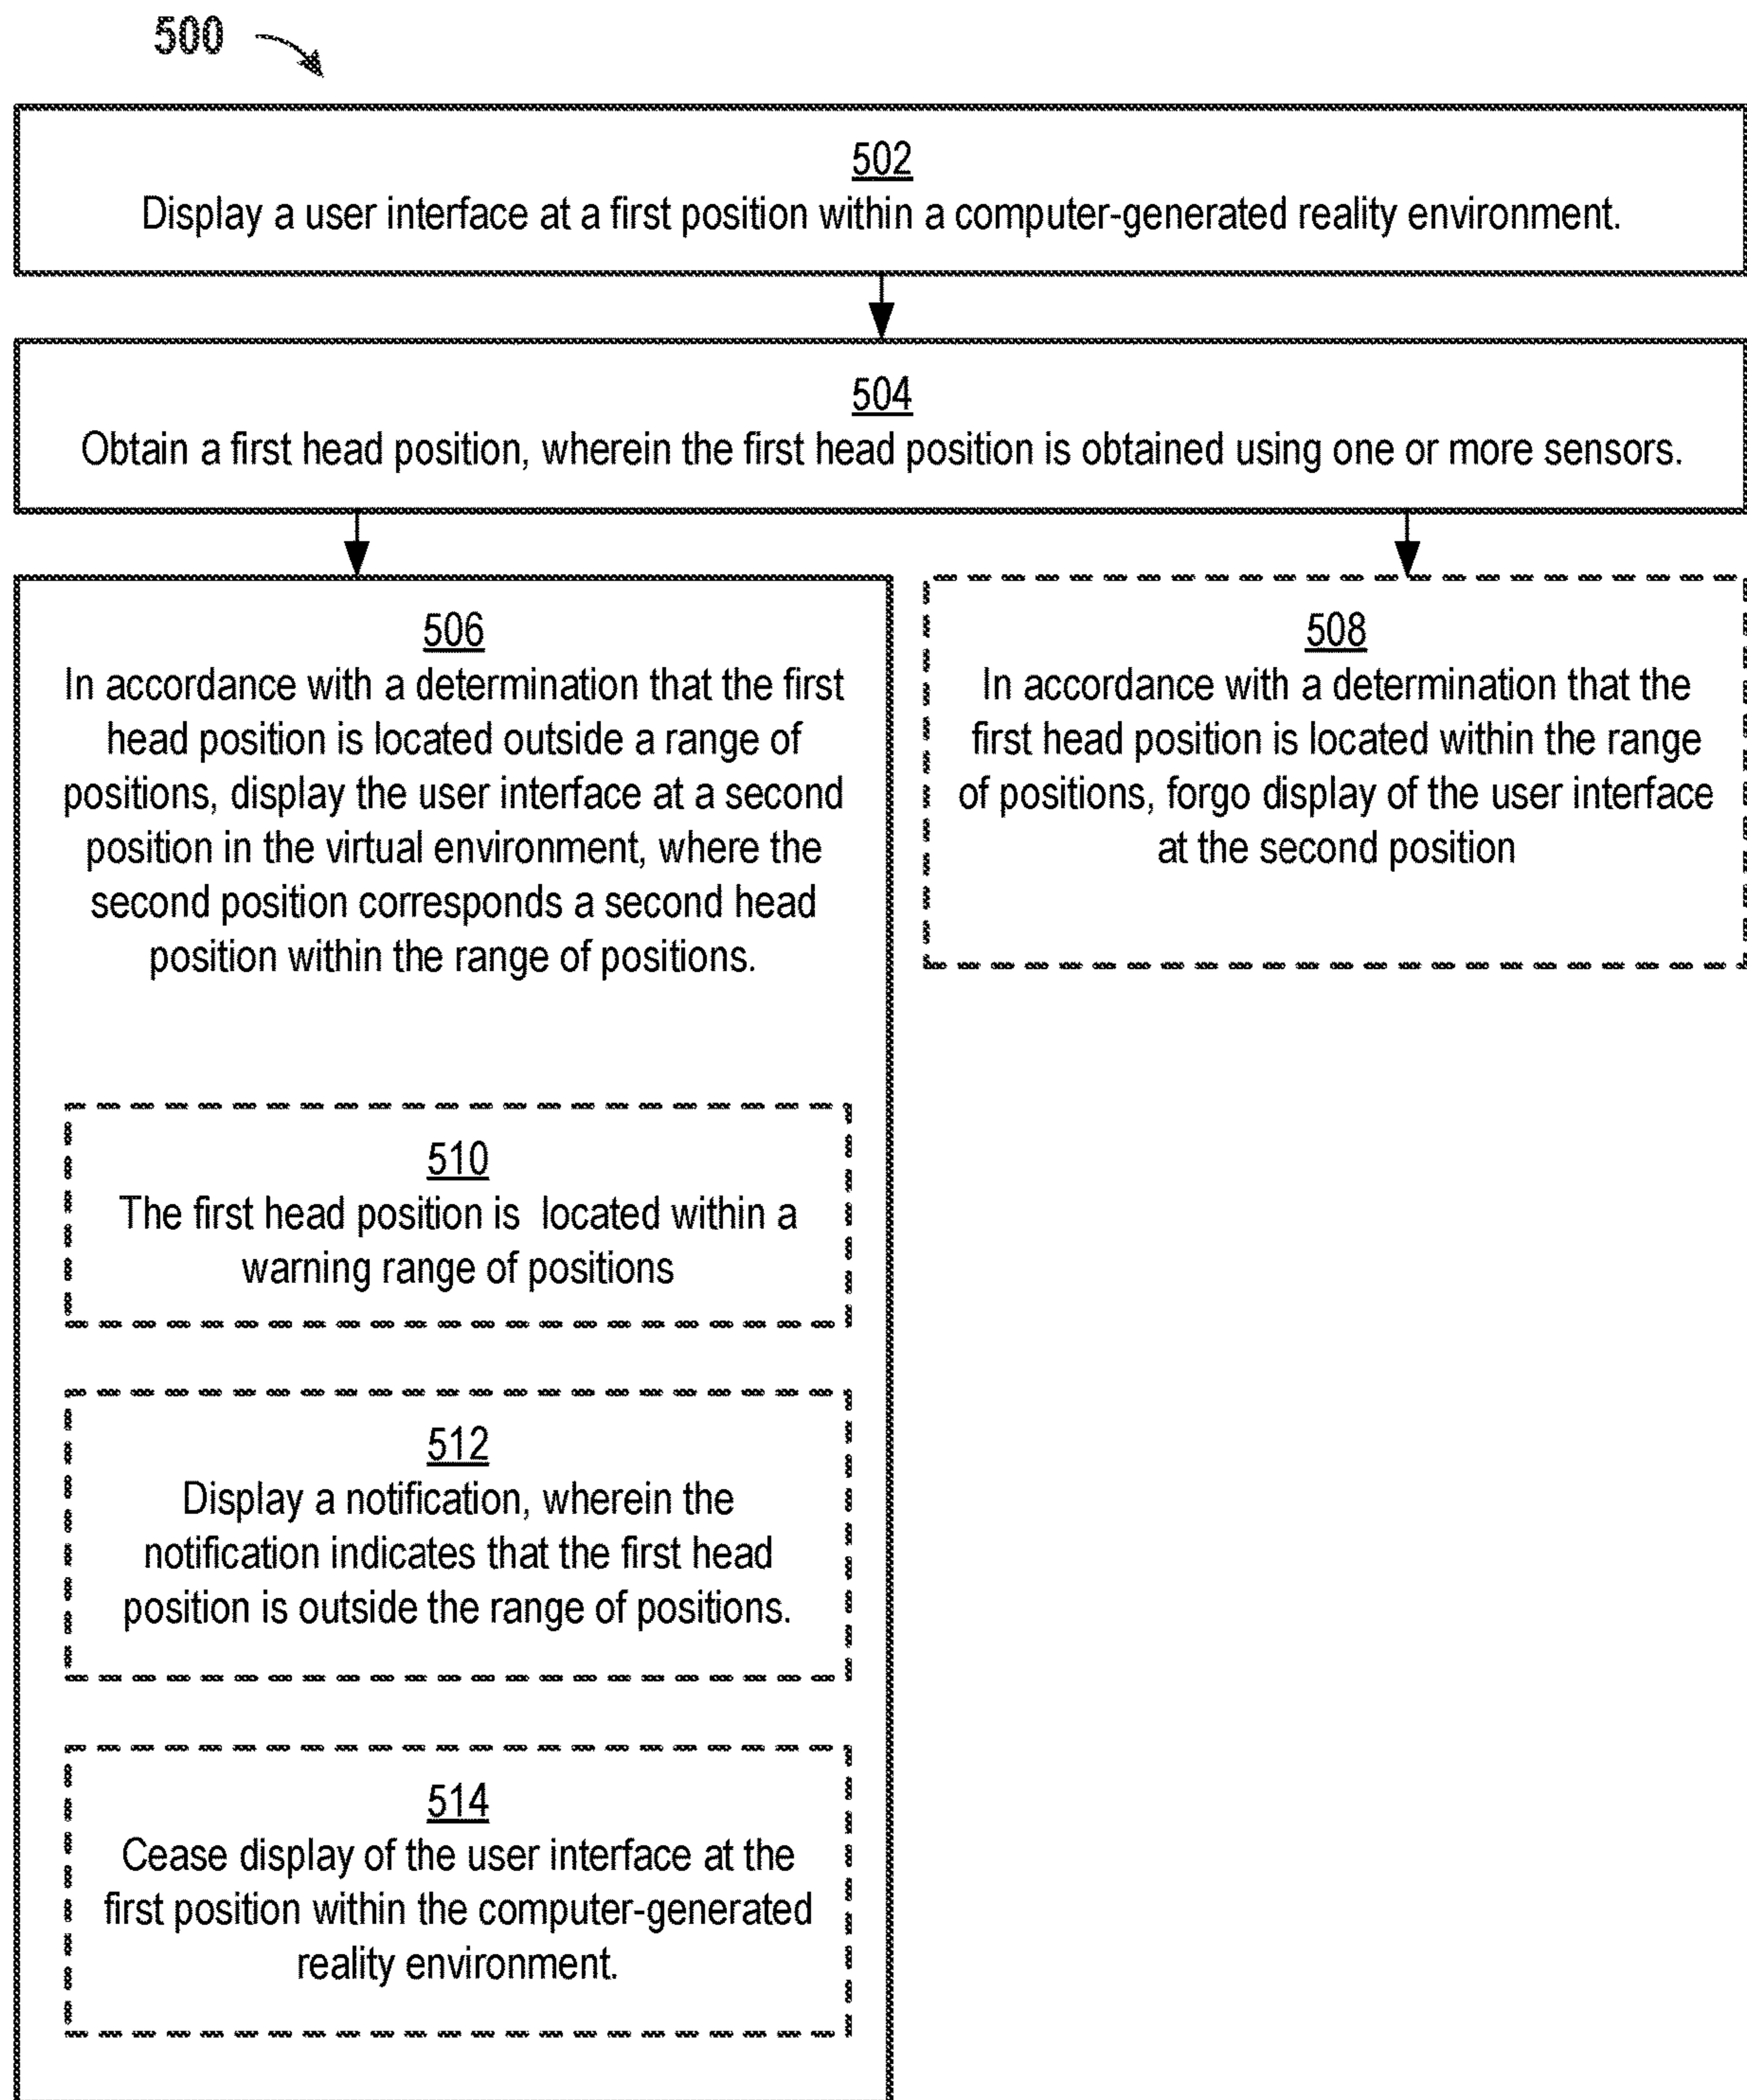 500
502
Display a user interface at a first position within a computer-generated reality environment.
504
Obtain a first head position, wherein the first head position is obtained using one or more sensors.
506
In accordance with a determination that the first
head position is located outside a range of
positions, display the user interface at a second
position in the virtual environment, where the
second position corresponds a second head
position within the range of positions.
508
In accordance with a determination that the
first head position is located within the range
of positions, forgo display of the user interface
at the second position
510
The first head position is located within a
warning range of positions
512
Display a notification, wherein the
notification indicates that the first head
position is outside the range of positions.
514
Cease display of the user interface at the
first position within the computer-generated
reality environment.